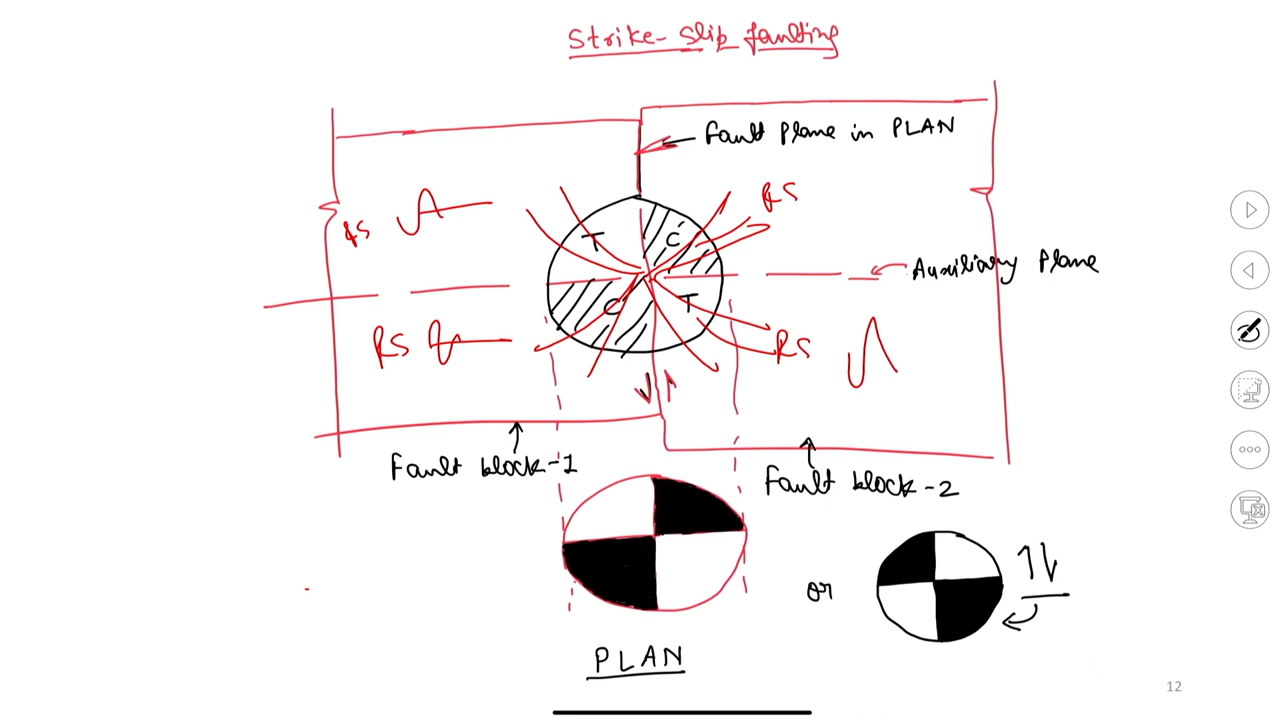 Strike-Slip faulting
Fault Plane in PLAN
RS
RS
T
C
Auxiliary Plane
C
T
RS
RS
Fault block-1
Fault block-2
or
PLAN
12